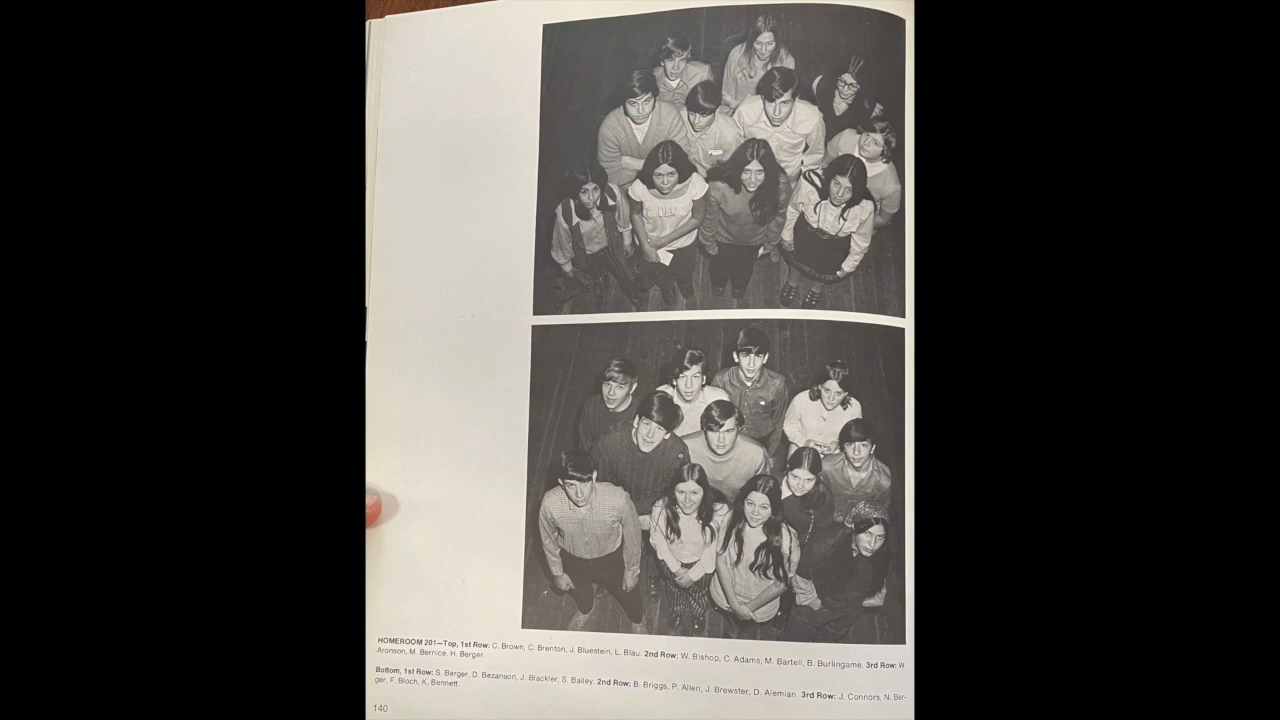 HOMEROOM 201—Top, 1st Row: C. Brown, C. Brenton, J. Bluestein, L. Blau. 2nd Row: W. Bishop, C. Adams, M. Bartell, B. Burlingame. 3rd Row: W.
Aronson, M. Bernice, H. Berger.
Bottom, 1st Row: S. Berger, D. Bezanson, J. Blackler, S. Bailey. 2nd Row: B. Briggs, P. Allen, J. Brewster, D. Alemian. 3rd Row: J. Connors, N. Ber-
ger, F. Bloch, K. Bennett.
140